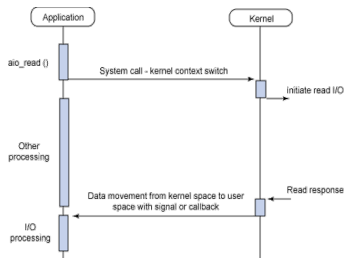 Application
Kernel
aio_read ()
System call - kernel context switch
initiate read I/O
Other
processing
Read response
Data movement from kernel space to user
space with signal or callback
I/O
processing